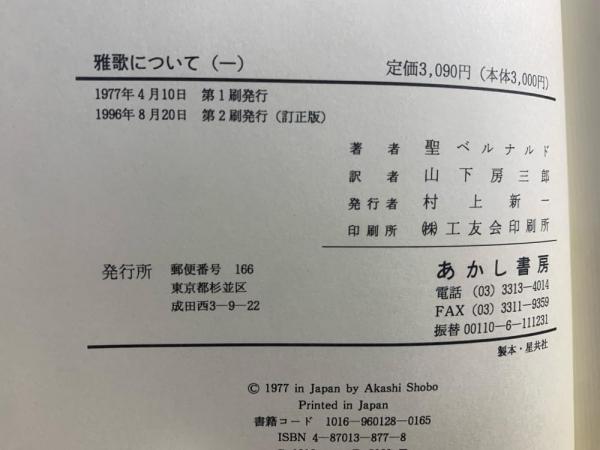 雅歌について(一)
定価3,090円(本体3,000円)
1977年4月10日 第1刷発行
1996年8月20日 第2刷発行(訂正版)
著者 聖ベルナルド
訳者 山下房三郎
発行者 村上新一
印刷所 ㈱工友会印刷所
発行所 郵便番号 166
東京都杉並区
成田西3-9-22
あかし書房
電話 (03) 3313-4014
FAX (03) 3311-9359
振替00110-6-111231
製本・星共社
© 1977 in Japan by Akashi Shobo
Printed in Japan
書籍コード 1016-960128-0165
ISBN 4-87013-877-8